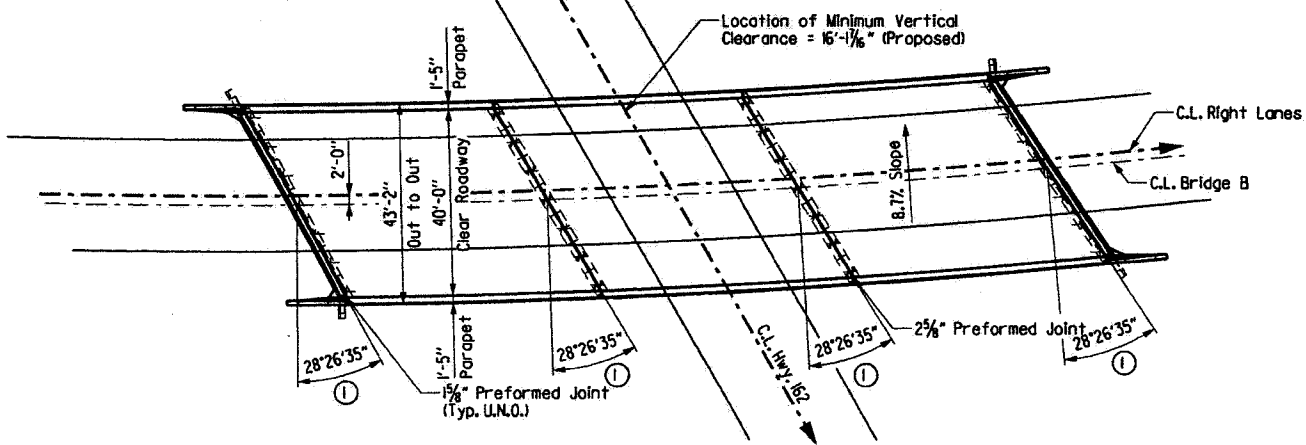 Location of Minimum Vertical
Clearance = 16'-1 7/16" (Proposed)
1'-5"
Parapet
C.L. Right Lanes
2'-0"
43'-2"
Out to Out
40'-0"
Clear Roadway
8.7% Slope
C.L. Bridge B
1'-5"
Parapet
28°26'35"
1
28°26'35"
1
28°26'35"
1
28°26'35"
1
2⅝" Preformed Joint
1⅝" Preformed Joint
(Typ. U.N.O.)
C.L. Hwy. 162